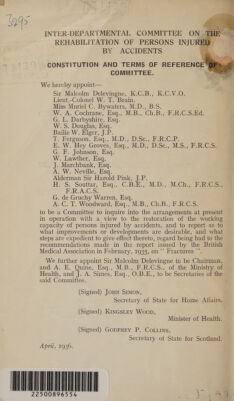 3295
INTER-DEPARTMENTAL COMMITTEE ON THE
REHABILITATION OF PERSONS INJURED
BY ACCIDENTS
CONSTITUTION AND TERMS OF REFERENCE OF
COMMITTEE.
We hereby appoint—
Sir Malcolm Delevingne, K.C.B., K.C.V.O.
Lieut.-Colonel W. T. Brain.
Miss Muriel C. Bywaters, M.D., B.S.
W. A. Cochrane, Esq., M.B., Ch.B., F.R.C.S.Ed.
G. L. Darbyshire, Esq.
W. S. Douglas, Esq.
Bailie W. Elger, J.P.
T. Ferguson, Esq., M.D., D.Sc., F.R.C.P.
E. W. Hey Groves, Esq., M.D., D.Sc., M.S., F.R.C.S.
G. F. Johnson, Esq.
W. Lawther, Esq.
J. Marchbank, Esq.
A. W. Neville, Esq.
Alderman Sir Harold Pink, J.P.
H. S. Souttar, Esq., C.B.E., M.D., M.Ch., F.R.C.S.,
F.R.A.C.S.
G. de Gruchy Warren, Esq.
A. C. T. Woodward, Esq., M.B., Ch.B., F.R.C.S.
to be a Committee to inquire into the arrangements at present
in operation with a view to the restoration of the working
capacity of persons injured by accidents, and to report as to
what improvements or developments are desirable, and what
steps are expedient to give effect thereto, regard being had to the
recommendations made in the report issued by the British
Medical Association in February, 1935, on " Fractures ".
We further appoint Sir Malcolm Delevingne to be Chairman,
and A. E. Quine, Esq., M.B., F.R.C.S., of the Ministry of
Health, and J. A. Sinces, Esq., O.B.E., to be Secretaries of the
said Committee.
(Signed) JOHN SIMON,
Secretary of State for Home Affairs.
(Signed) KINGSLEY WOOD,
Minister of Health.
(Signed) GODFREY P. COLLINS,
Secretary of State for Scotland.
April, 1936.
22500896554